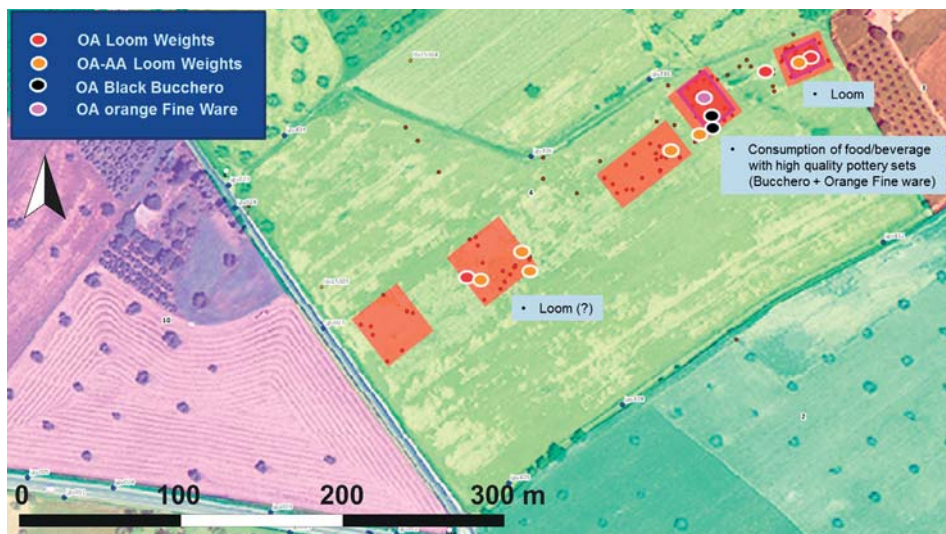 OA Loom Weights
OA-AA Loom Weights
OA Black Bucchero
OA orange Fine Ware
• Loom
• Consumption of food/beverage
with high quality pottery sets
(Bucchero + Orange Fine ware)
• Loom (?)
10
2
0 100 200 300 m